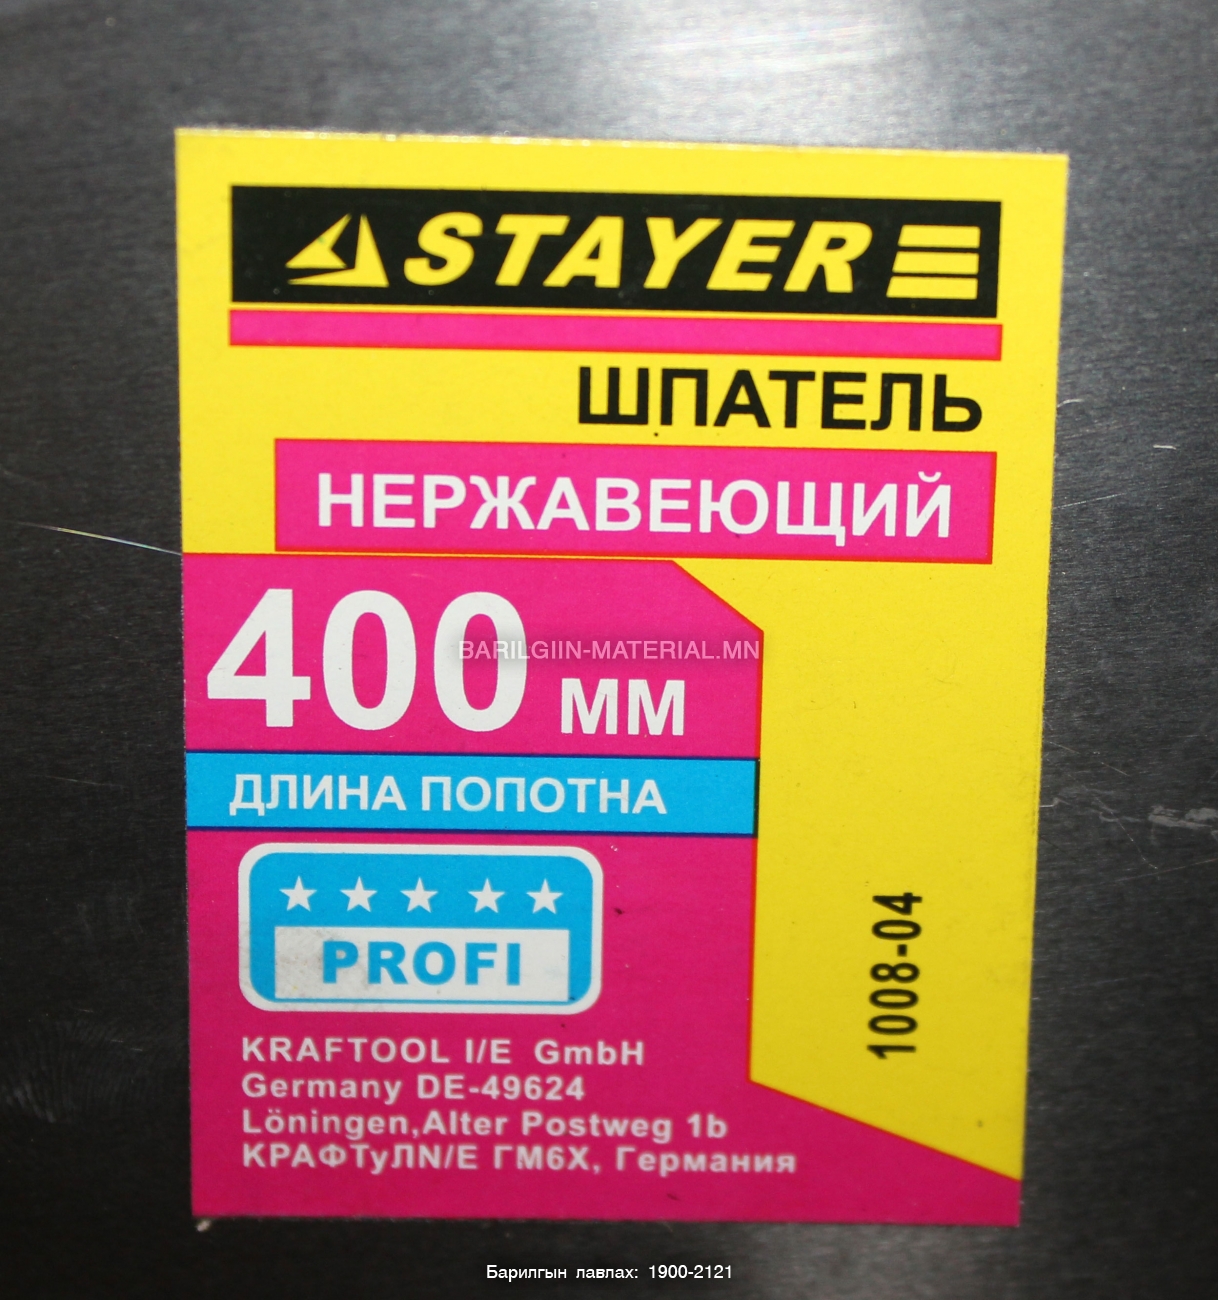 STAYER
ШПАТЕЛЬ
НЕРЖАВЕЮЩИЙ
400 ММ
BARILGIIN-MATERIAL.MN
ДЛИНА ПОПОТНА
PROFI
1008-04
KRAFTOOL I/E GmbH
Germany DE-49624
Löningen,Alter Postweg 1b
КРАФТуЛN/E ГМ6Х, Германия
Барилгын лавлах: 1900-2121